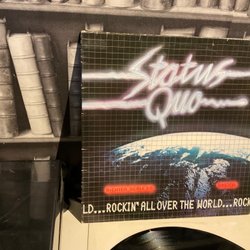 Status
Quo
LD...ROCKIN' ALL OVER THE WORLD...ROCK